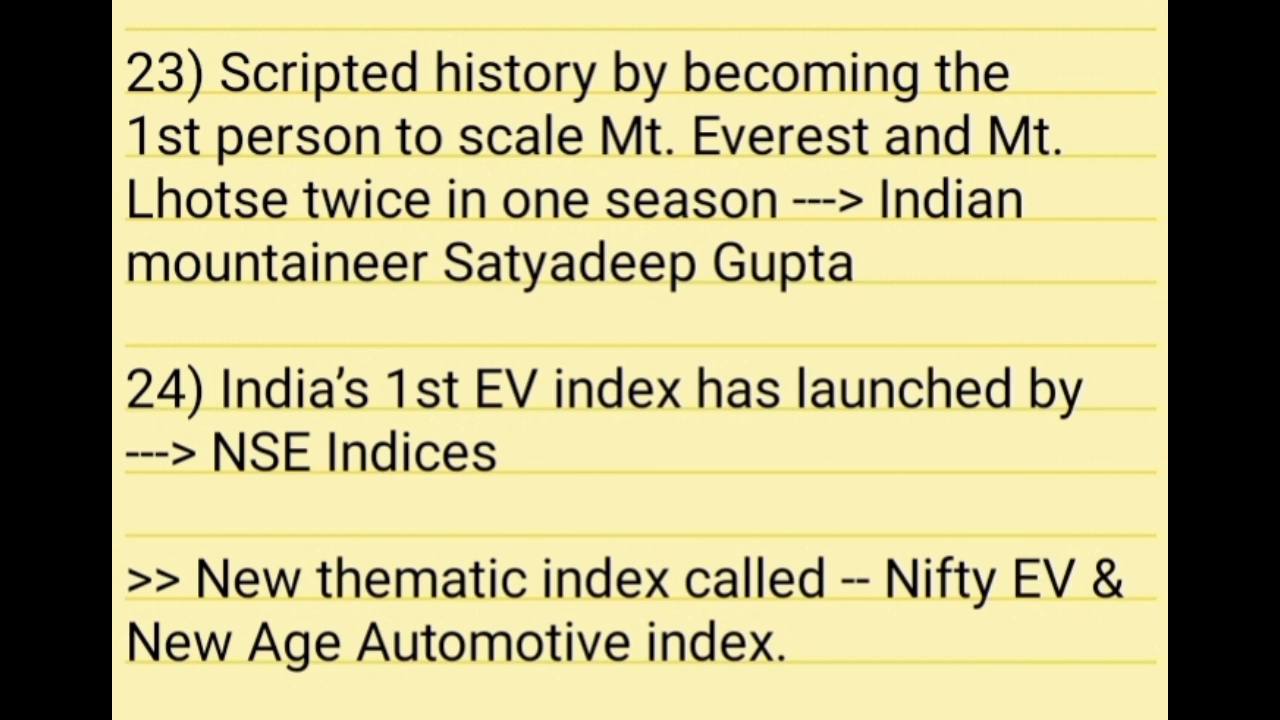 23) Scripted history by becoming the
1st person to scale Mt. Everest and Mt.
Lhotse twice in one season ---> Indian
mountaineer Satyadeep Gupta
24) India’s 1st EV index has launched by
---> NSE Indices
>> New thematic index called -- Nifty EV &
New Age Automotive index.